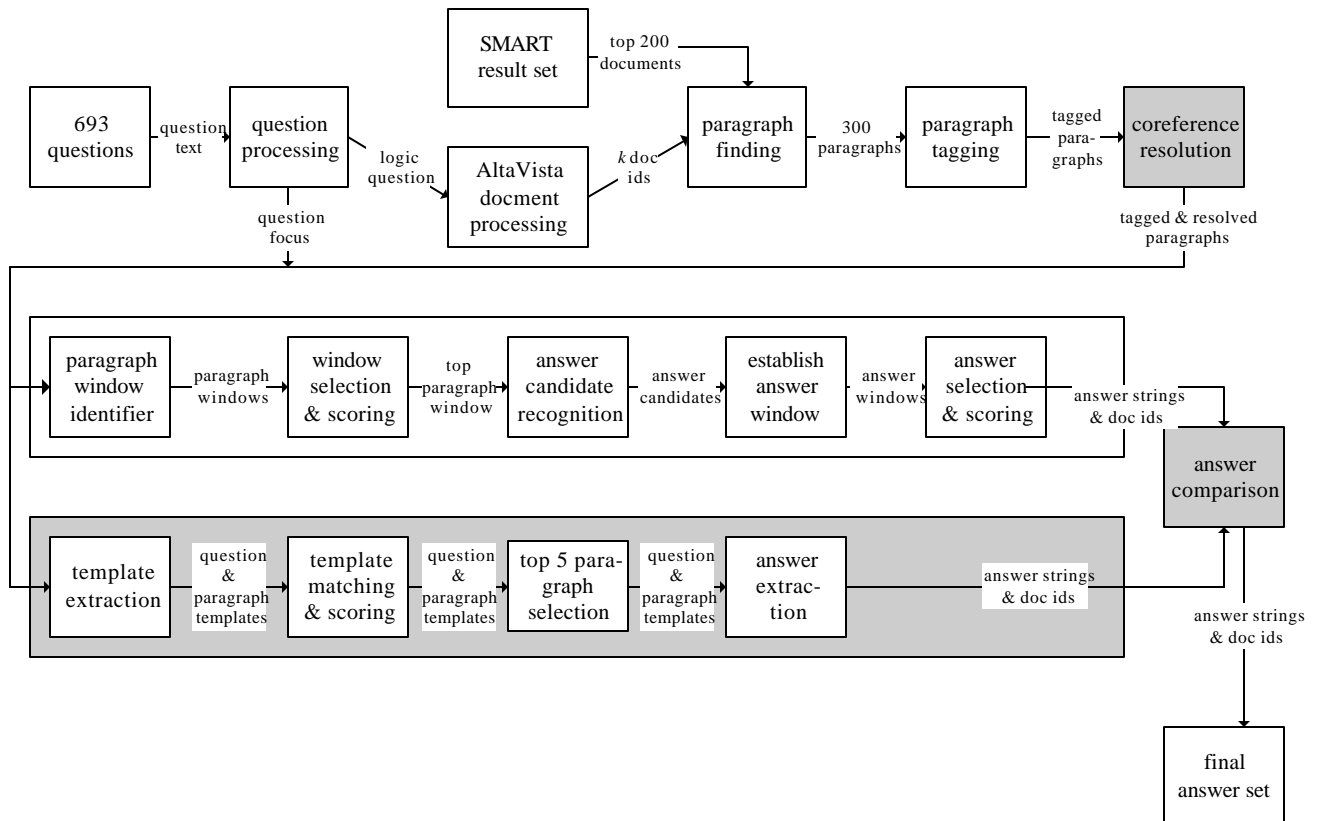 SMART
result set
top 200
documents
693
questions
question
text
question
processing
logic
question
AltaVista
docment
processing
k doc
ids
paragraph
finding
300
paragraphs
paragraph
tagging
tagged
para-
graphs
coreference
resolution
question
focus
tagged & resolved
paragraphs
paragraph
window
identifier
paragraph
windows
window
selection
& scoring
top
paragraph
window
answer
candidate
recognition
answer
candidates
establish
answer
window
answer
windows
answer
selection
& scoring
answer strings
& doc ids
answer
comparison
template
extraction
question
&
paragraph
templates
template
matching
& scoring
question
&
paragraph
templates
top 5 para-
graph
selection
question
&
paragraph
templates
answer
extrac-
tion
answer strings
& doc ids
answer strings
& doc ids
final
answer set